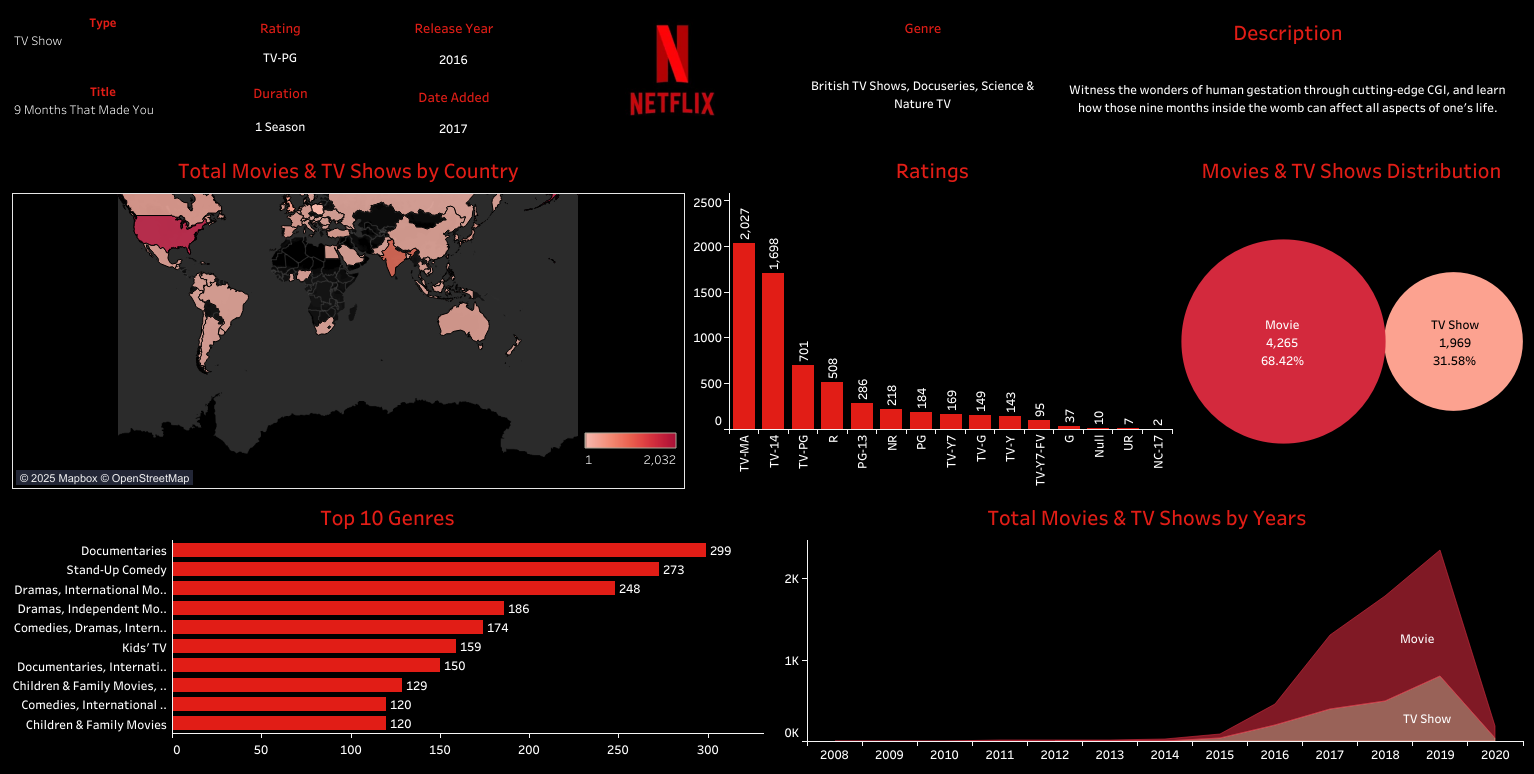 Type
TV Show
Title
9 Months That Made You
Rating
TV-PG
Duration
1 Season
Release Year
2016
Date Added
2017
N
NETFLIX
Genre
British TV Shows, Docuseries, Science &
Nature TV
Description
Witness the wonders of human gestation through cutting-edge CGI, and learn
how those nine months inside the womb can affect all aspects of one's life.
Total Movies & TV Shows by Country
1 2,032
© 2025 Mapbox © OpenStreetMap
Ratings
2500
2000
1500
1000
500
0
2,027
1,698
701
508
286
218
184
169
149
143
95
37
10
7
2
TV-MA
TV-14
TV-PG
R
PG-13
NR
PG
TV-Y7
TV-G
TV-Y
TV-Y7-FV
G
Null
UR
NC-17
Movies & TV Shows Distribution
Movie
4,265
68.42%
TV Show
1,969
31.58%
Top 10 Genres
Documentaries 299
Stand-Up Comedy 273
Dramas, International Mo.. 248
Dramas, Independent Mo.. 186
Comedies, Dramas, Intern.. 174
Kids' TV 159
Documentaries, Internati.. 150
Children & Family Movies, .. 129
Comedies, International .. 120
Children & Family Movies 120
0 50 100 150 200 250 300
Total Movies & TV Shows by Years
2K
1K
0K
Movie
TV Show
2008 2009 2010 2011 2012 2013 2014 2015 2016 2017 2018 2019 2020